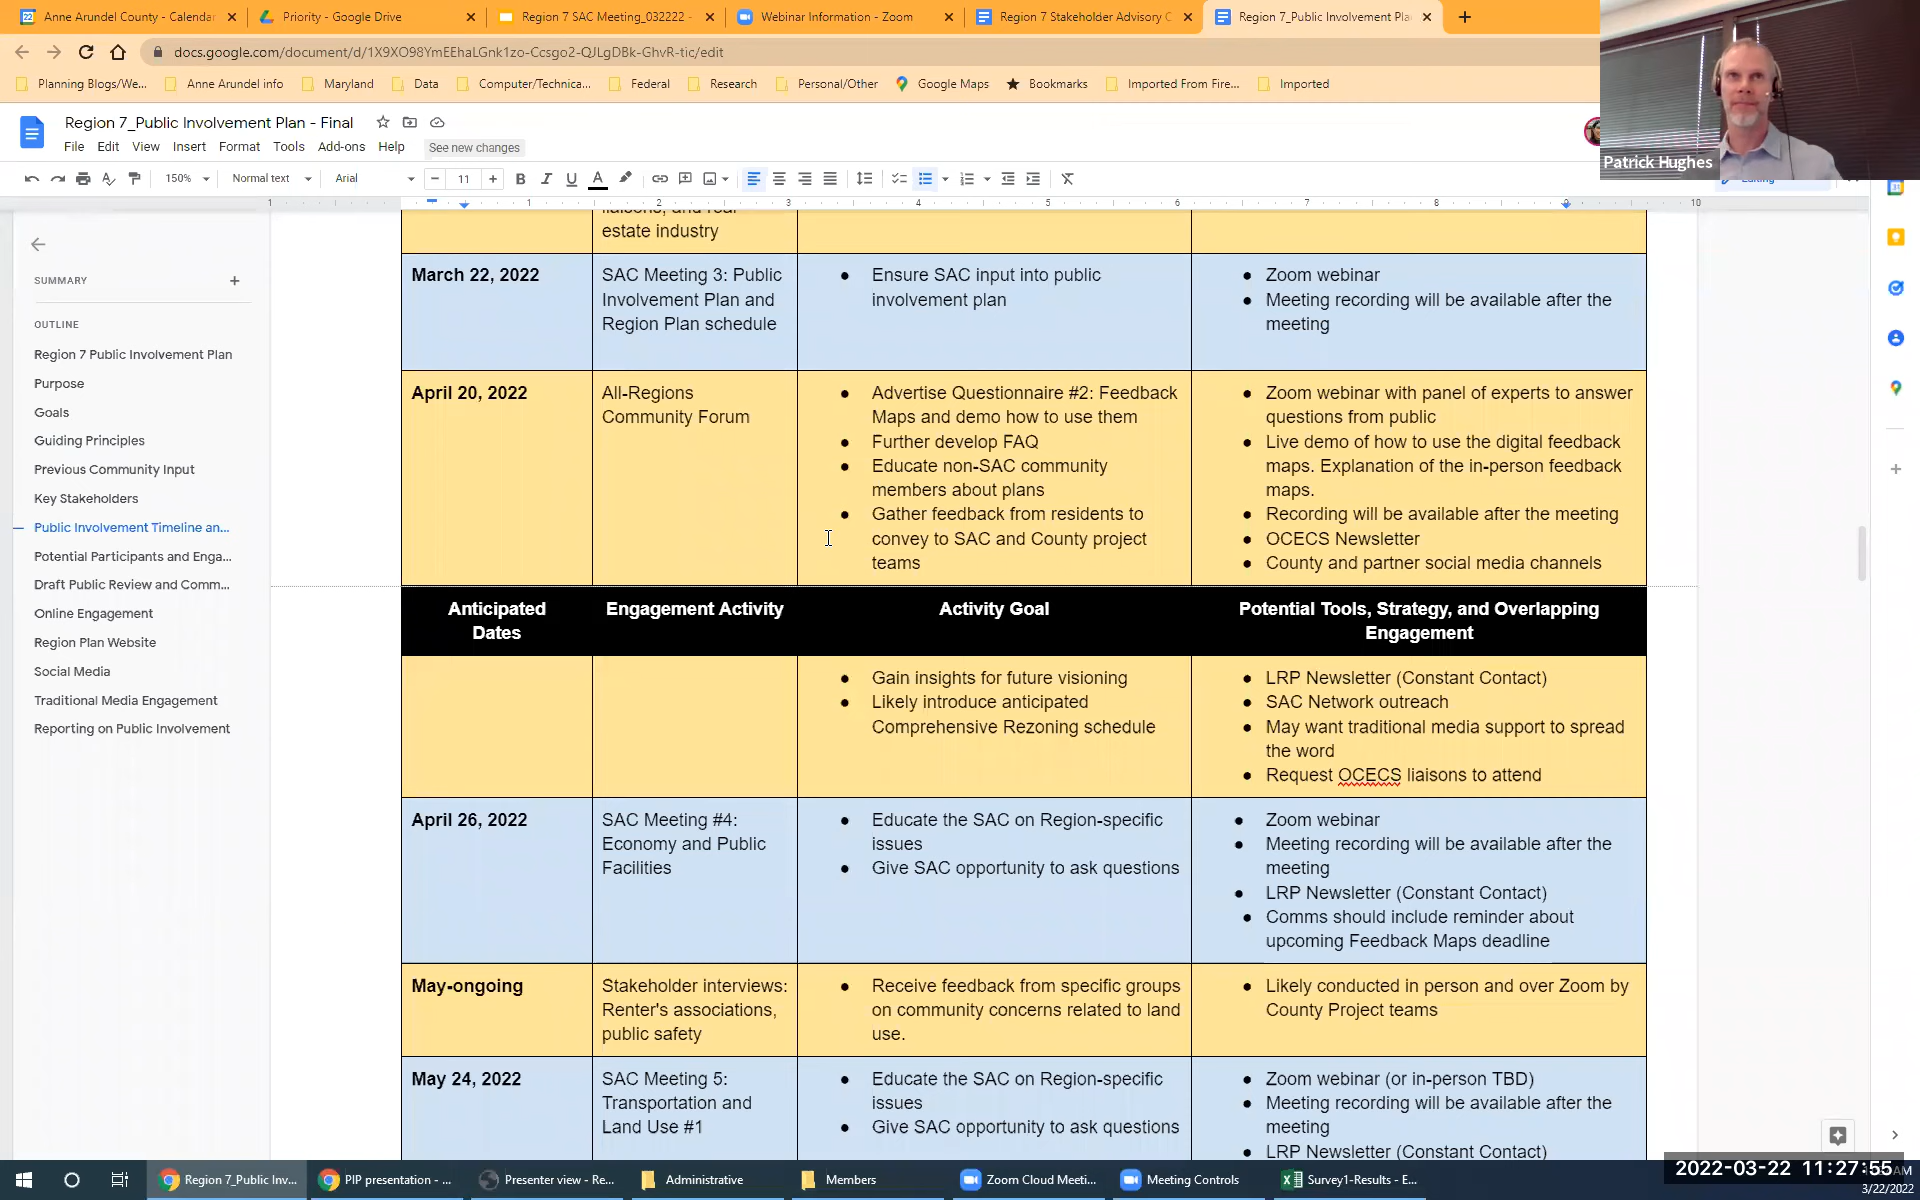 Anne Arundel County - Calendar
Priority - Google Drive
Region 7 SAC Meeting_032222 -
Webinar Information - Zoom
Region 7 Stakeholder Advisory C
Region 7_Public Involvement Pla
docs.google.com/document/d/1X9XO98YmEEhaLGnk1zo-Ccsgo2-QJLgDBk-GhvR-tic/edit
Planning Blogs/We...
Anne Arundel info
Maryland
Data
Computer/Technica...
Federal
Research
Personal/Other
Google Maps
Bookmarks
Imported From Fire...
Imported
Patrick Hughes
Region 7_Public Involvement Plan - Final
File Edit View Insert Format Tools Add-ons Help
See new changes
150%
Normal text
Arial
11
1 1 2 3 4 5 6 7 8 9 10
SUMMARY
OUTLINE
Region 7 Public Involvement Plan
Purpose
Goals
Guiding Principles
Previous Community Input
Key Stakeholders
Public Involvement Timeline an...
Potential Participants and Enga...
Draft Public Review and Comm...
Online Engagement
Region Plan Website
Social Media
Traditional Media Engagement
Reporting on Public Involvement
liaisons, and real
estate industry
March 22, 2022
SAC Meeting 3: Public
Involvement Plan and
Region Plan schedule
● Ensure SAC input into public
involvement plan
● Zoom webinar
● Meeting recording will be available after the
meeting
April 20, 2022
All-Regions
Community Forum
● Advertise Questionnaire #2: Feedback
Maps and demo how to use them
● Further develop FAQ
● Educate non-SAC community
members about plans
● Gather feedback from residents to
convey to SAC and County project
teams
● Zoom webinar with panel of experts to answer
questions from public
● Live demo of how to use the digital feedback
maps. Explanation of the in-person feedback
maps.
● Recording will be available after the meeting
● OCECS Newsletter
● County and partner social media channels
Anticipated
Dates
Engagement Activity
Activity Goal
Potential Tools, Strategy, and Overlapping
Engagement
● Gain insights for future visioning
● Likely introduce anticipated
Comprehensive Rezoning schedule
● LRP Newsletter (Constant Contact)
● SAC Network outreach
● May want traditional media support to spread
the word
● Request OCECS liaisons to attend
April 26, 2022
SAC Meeting #4:
Economy and Public
Facilities
● Educate the SAC on Region-specific
issues
● Give SAC opportunity to ask questions
● Zoom webinar
● Meeting recording will be available after the
meeting
● LRP Newsletter (Constant Contact)
● Comms should include reminder about
upcoming Feedback Maps deadline
May-ongoing
Stakeholder interviews:
Renter's associations,
public safety
● Receive feedback from specific groups
on community concerns related to land
use.
● Likely conducted in person and over Zoom by
County Project teams
May 24, 2022
SAC Meeting 5:
Transportation and
Land Use #1
● Educate the SAC on Region-specific
issues
● Give SAC opportunity to ask questions
● Zoom webinar (or in-person TBD)
● Meeting recording will be available after the
meeting
● LRP Newsletter (Constant Contact)
Region 7_Public Inv...
PIP presentation - ...
Presenter view - Re...
Administrative
Members
Zoom Cloud Meeti...
Meeting Controls
Survey1-Results - E...
2022-03-22 11:27:55
3/22/2022